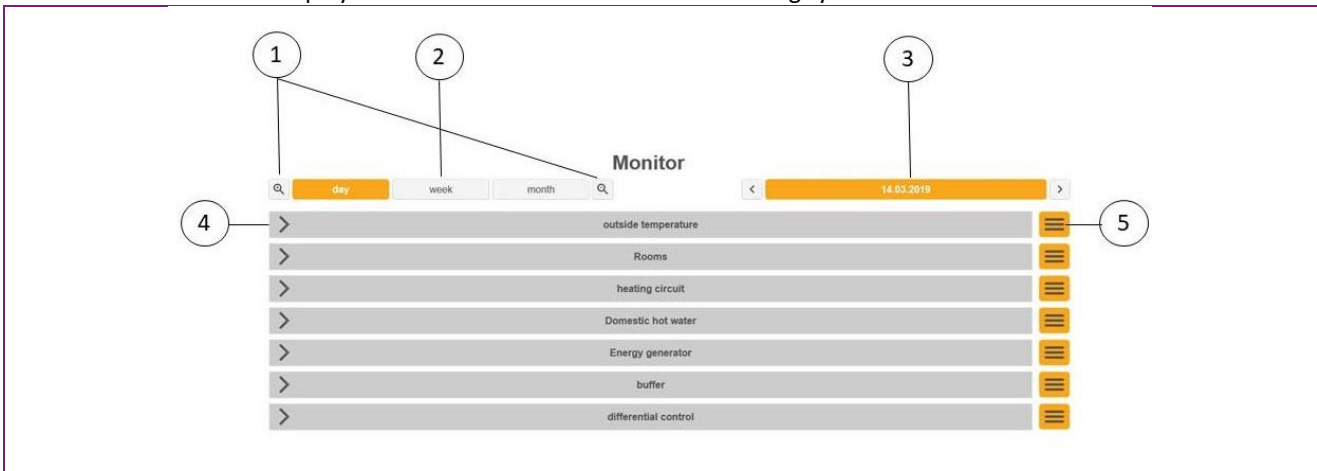 1
2
3
Monitor
day week month 14.03.2019
4 outside temperature 5
Rooms
heating circuit
Domestic hot water
Energy generator
buffer
differential control